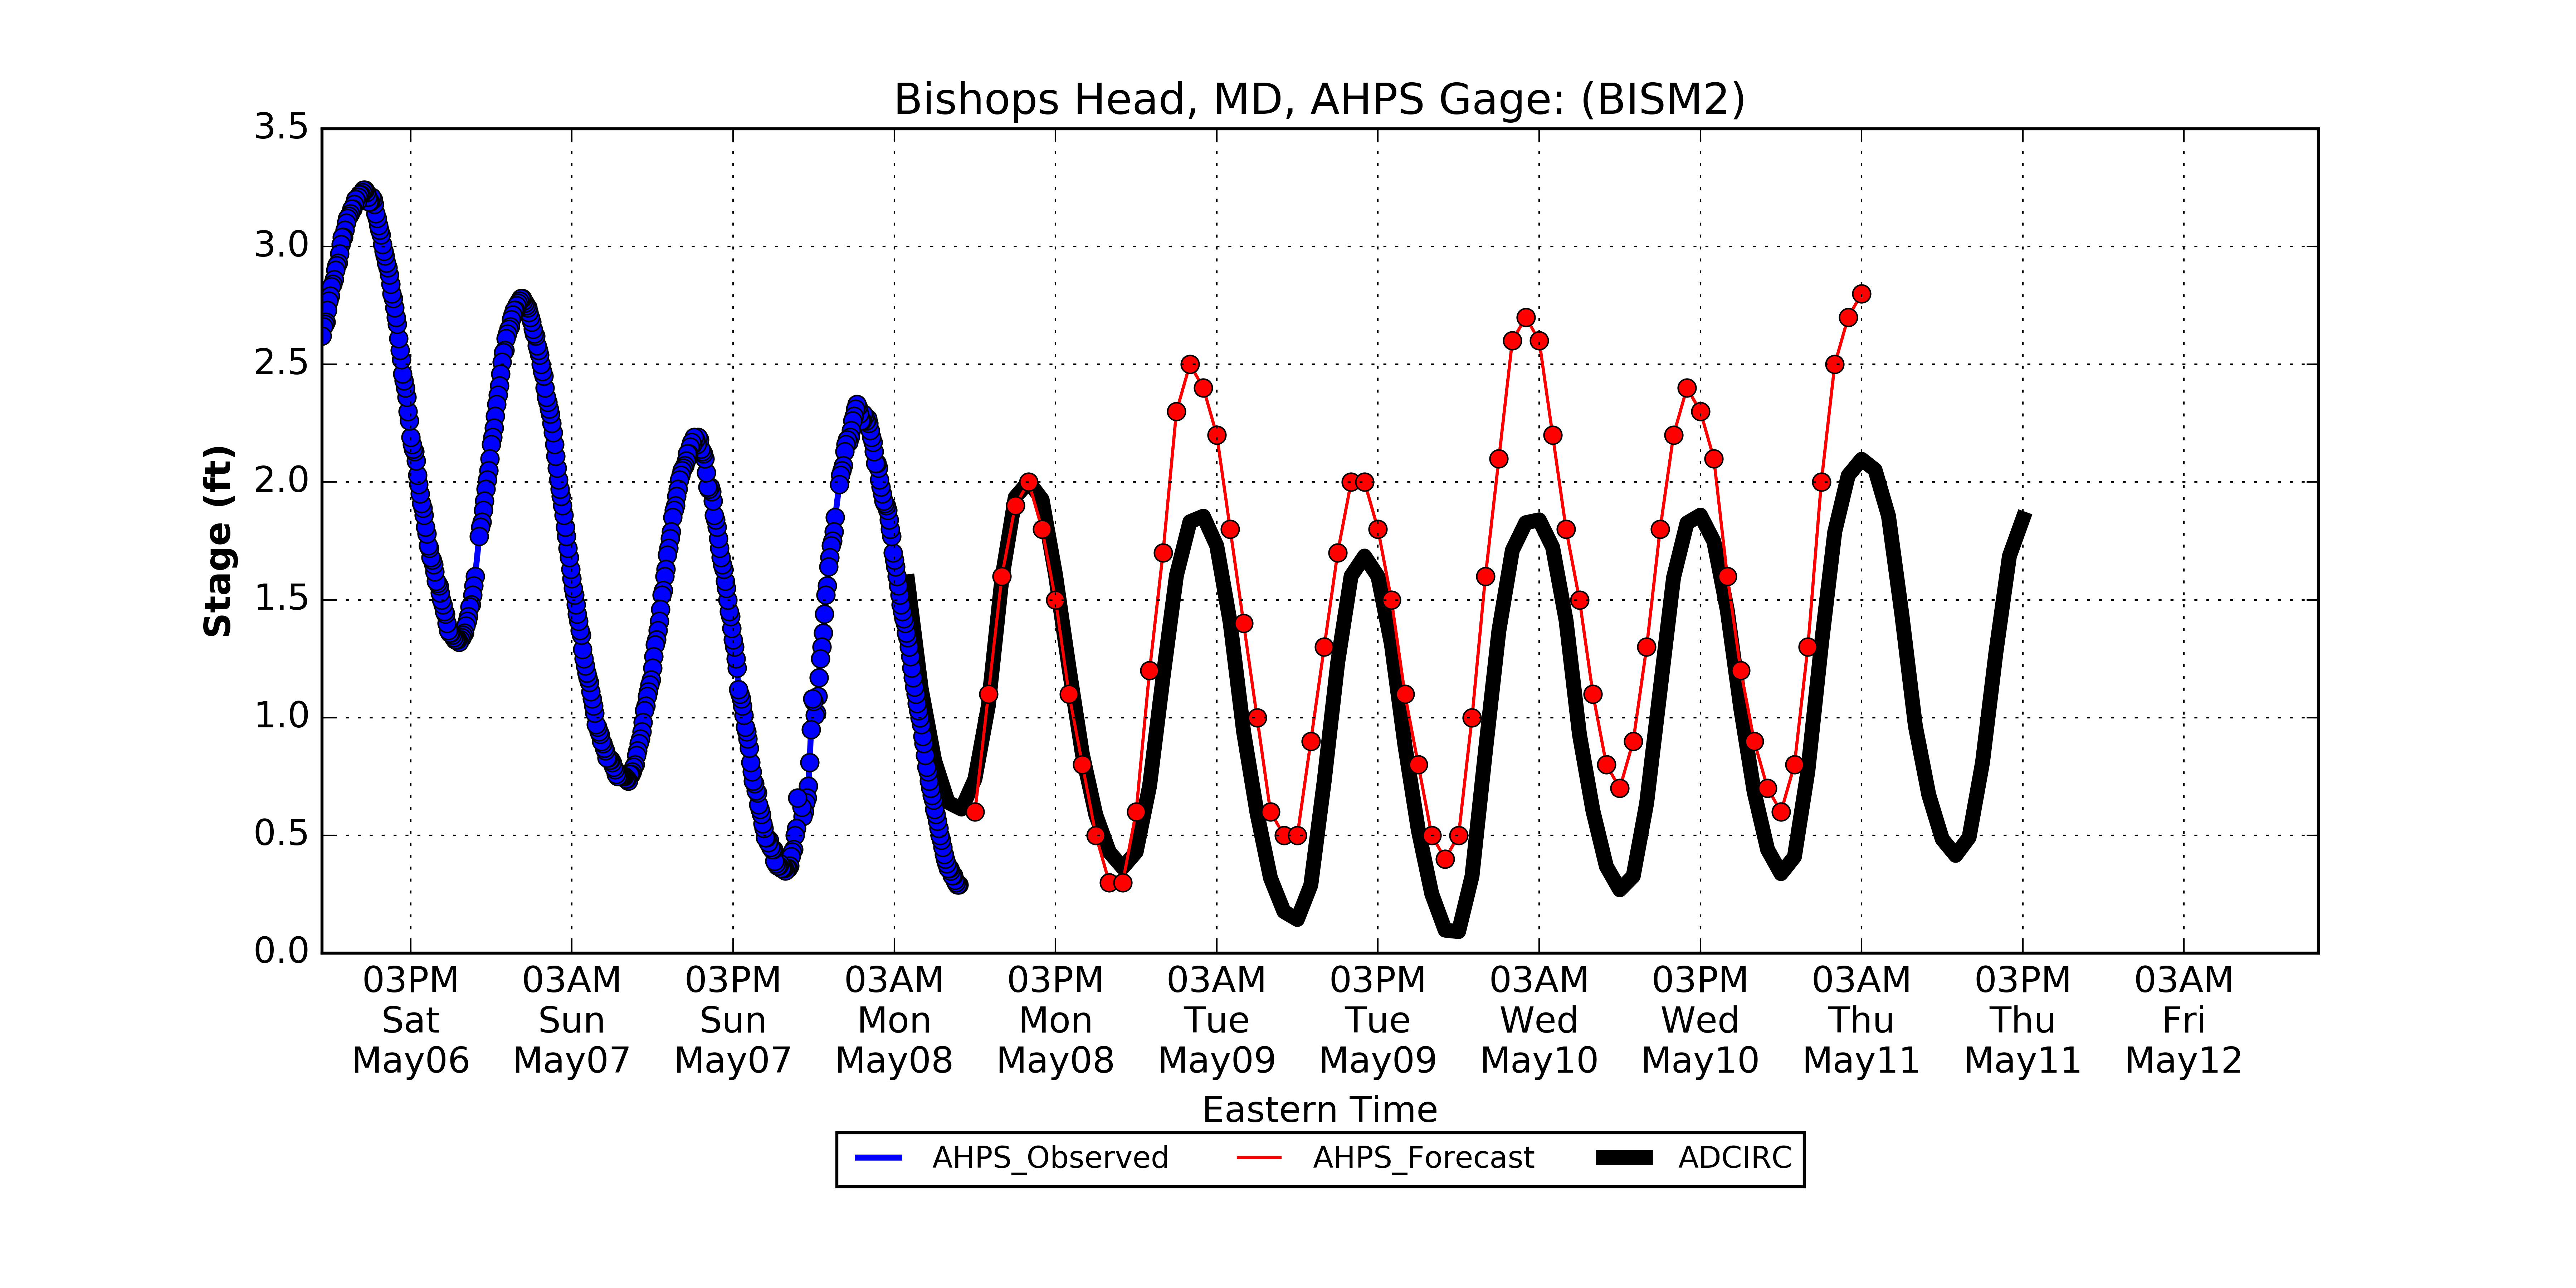 Bishops Head, MD, AHPS Gage: (BISM2)
3.5
3.0
2.5
2.0
1.5
1.0
0.5
0.0
Stage (ft)
03PM 03AM 03PM 03AM 03PM 03AM 03PM 03AM 03PM 03AM 03PM 03AM
Sat Sun Sun Mon Mon Tue Tue Wed Wed Thu Thu Fri
May06 May07 May07 May08 May08 May09 May09 May10 May10 May11 May11 May12
Eastern Time
AHPS_Observed AHPS_Forecast ADCIRC